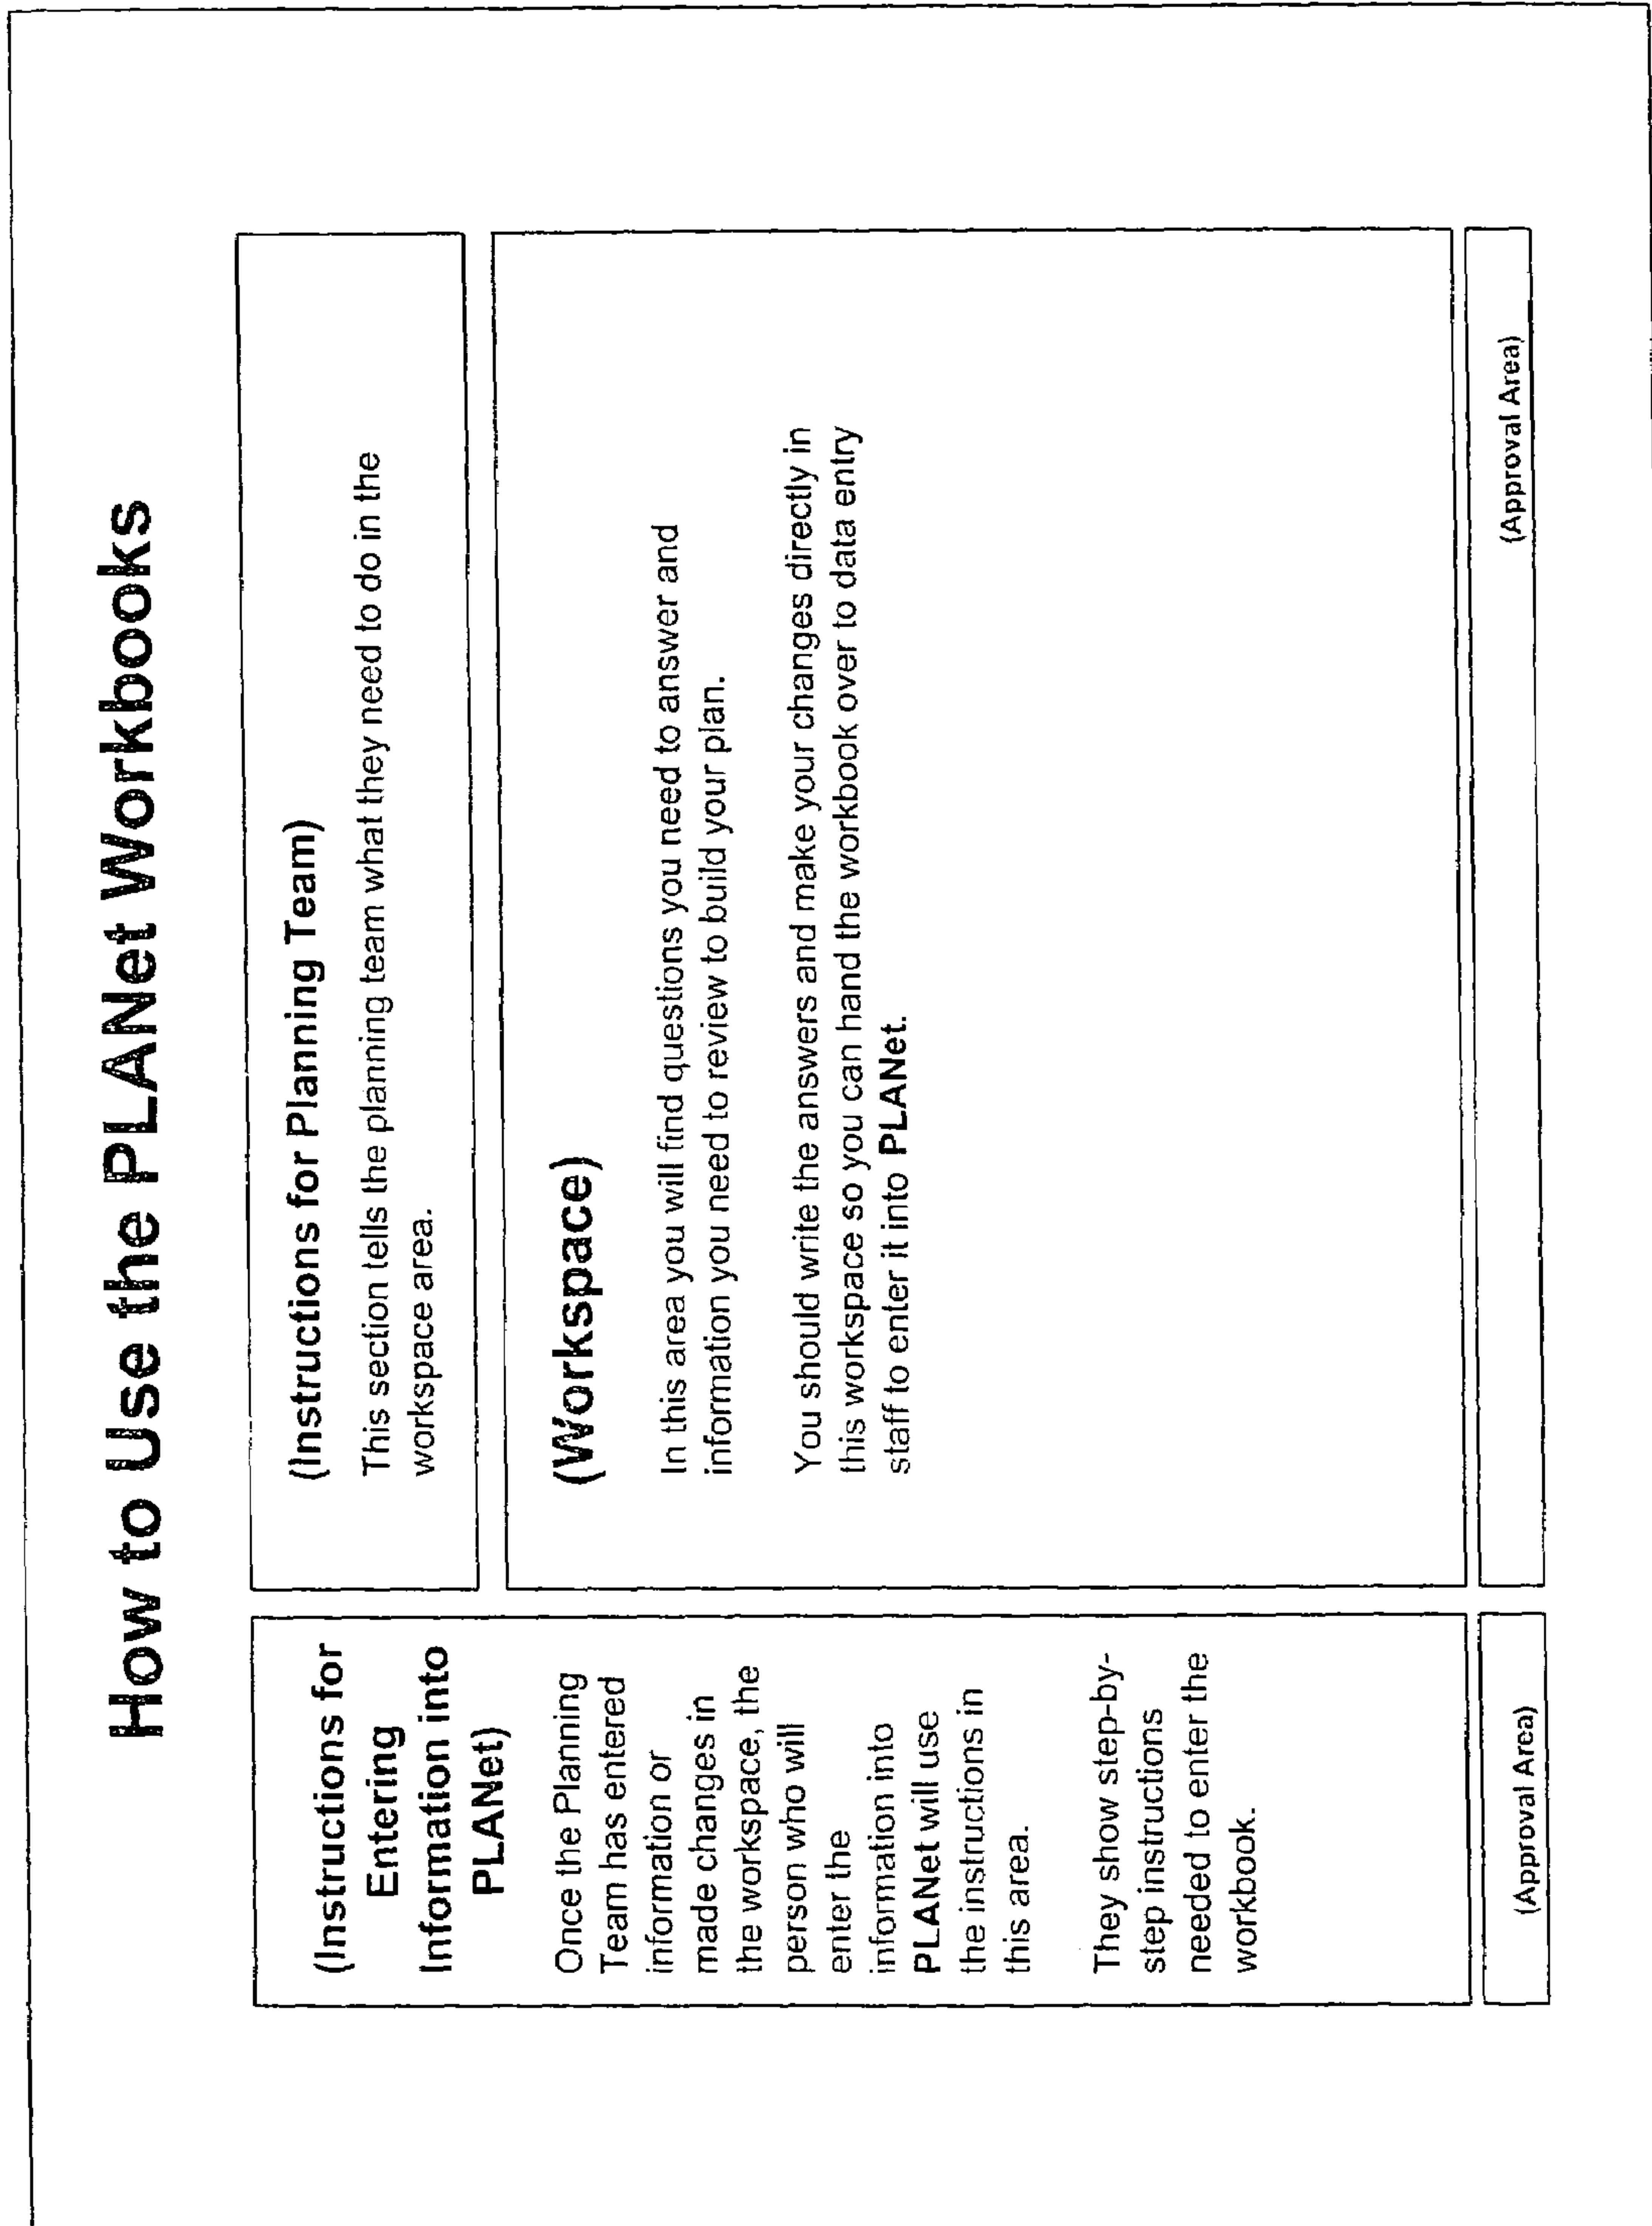 How to Use the PLANet Workbooks
(Instructions for
Entering
Information into
PLANet)
Once the Planning
Team has entered
information or
made changes in
the workspace, the
person who will
enter the
information into
PLANet will use
the instructions in
this area.
They show step-by-
step instructions
needed to enter the
workbook.
(Approval Area)
(Instructions for Planning Team)
This section tells the planning team what they need to do in the
workspace area.
(Workspace)
In this area you will find questions you need to answer and
information you need to review to build your plan.
You should write the answers and make your changes directly in
this workspace so you can hand the workbook over to data entry
staff to enter it into PLANet.
(Approval Area)